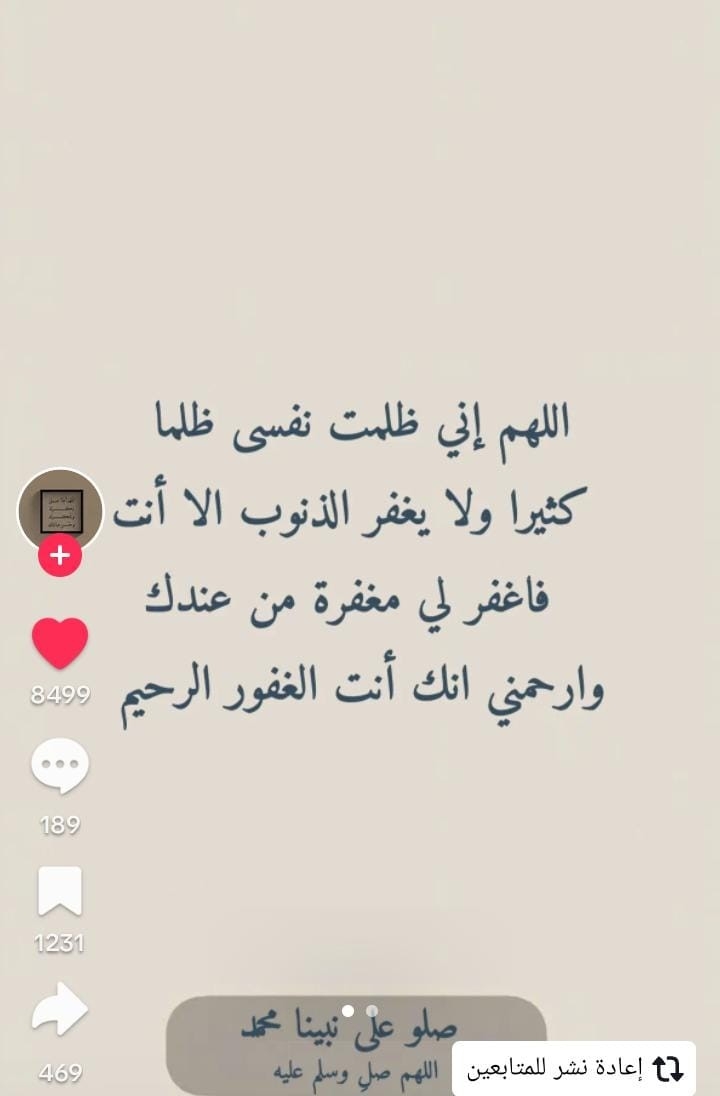 اللهم إني ظلمت نفسى ظلما
كثيرا ولا يغفر الذنوب الا أنت
فاغفر لي مغفرة من عندك
وارحمني انك أنت الغفور الرحيم
8499
189
1231
469
صلو على نبينا محمد
اللهم صلِ وسلم عليه
إعادة نشر للمتابعين